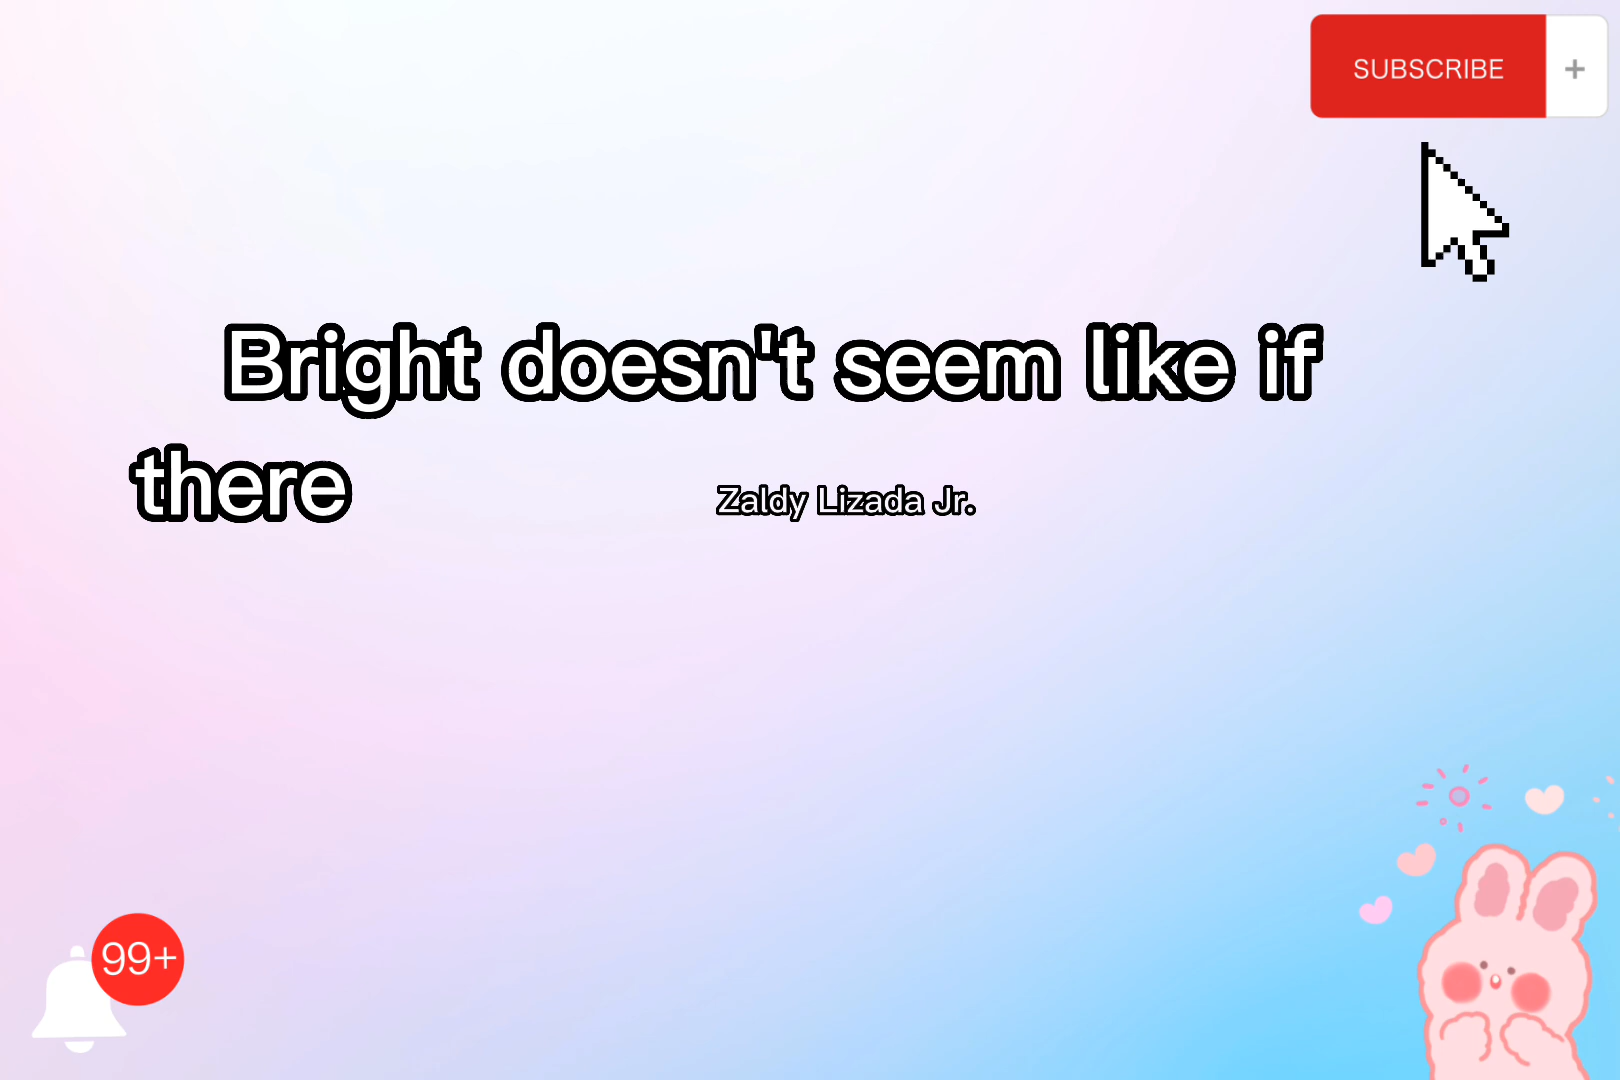 SUBSCRIBE +
Bright doesn't seem like if
there
Zaldy Lizada Jr.
99+